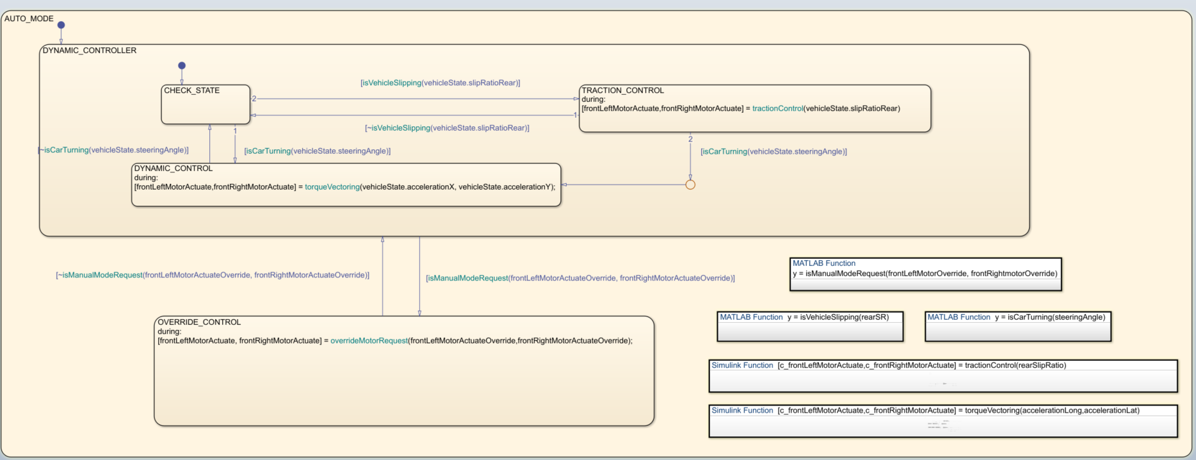 AUTO_MODE
DYNAMIC_CONTROLLER
CHECK_STATE
2
[isVehicleSlipping(vehicleState.slipRatioRear)]
TRACTION_CONTROL
during:
[frontLeftMotorActuate,frontRightMotorActuate] = tractionControl(vehicleState.slipRatioRear)
1
[~isVehicleSlipping(vehicleState.slipRatioRear)]
1
2
[~isCarTurning(vehicleState.steeringAngle)]
[isCarTurning(vehicleState.steeringAngle)]
[isCarTurning(vehicleState.steeringAngle)]
DYNAMIC_CONTROL
during:
[frontLeftMotorActuate,frontRightMotorActuate] = torqueVectoring(vehicleState.accelerationX, vehicleState.accelerationY);
[~isManualModeRequest(frontLeftMotorActuateOverride, frontRightMotorActuateOverride)]
[isManualModeRequest(frontLeftMotorActuateOverride, frontRightMotorActuateOverride)]
MATLAB Function
y = isManualModeRequest(frontLeftMotorOverride, frontRightmotorOverride)
OVERRIDE_CONTROL
during:
[frontLeftMotorActuate, frontRightMotorActuate] = overrideMotorRequest(frontLeftMotorActuateOverride,frontRightMotorActuateOverride);
MATLAB Function y = isVehicleSlipping(rearSR)
MATLAB Function y = isCarTurning(steeringAngle)
Simulink Function [c_frontLeftMotorActuate,c_frontRightMotorActuate] = tractionControl(rearSlipRatio)
Simulink Function [c_frontLeftMotorActuate,c_frontRightMotorActuate] = torqueVectoring(accelerationLong,accelerationLat)